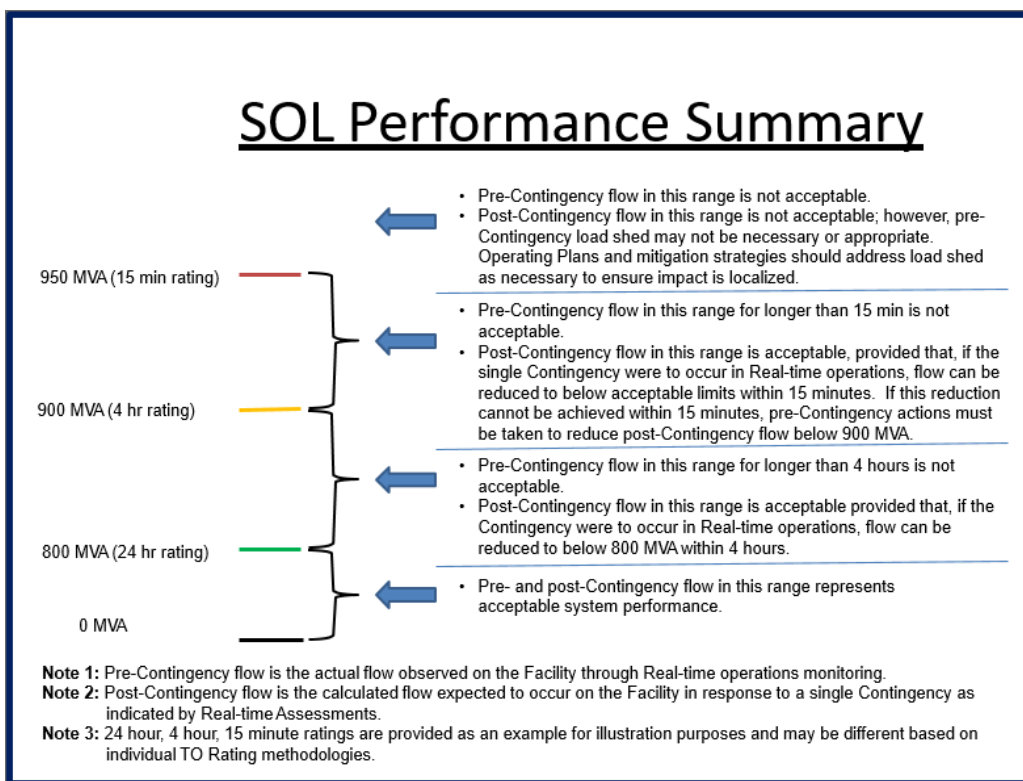 SOL Performance Summary
• Pre-Contingency flow in this range is not acceptable.
• Post-Contingency flow in this range is not acceptable; however, pre-
Contingency load shed may not be necessary or appropriate.
Operating Plans and mitigation strategies should address load shed
as necessary to ensure impact is localized.
950 MVA (15 min rating)
• Pre-Contingency flow in this range for longer than 15 min is not
acceptable.
• Post-Contingency flow in this range is acceptable, provided that, if the
single Contingency were to occur in Real-time operations, flow can be
reduced to below acceptable limits within 15 minutes. If this reduction
cannot be achieved within 15 minutes, pre-Contingency actions must
be taken to reduce post-Contingency flow below 900 MVA.
900 MVA (4 hr rating)
• Pre-Contingency flow in this range for longer than 4 hours is not
acceptable.
• Post-Contingency flow in this range is acceptable provided that, if the
Contingency were to occur in Real-time operations, flow can be
reduced to below 800 MVA within 4 hours.
800 MVA (24 hr rating)
• Pre- and post-Contingency flow in this range represents
acceptable system performance.
0 MVA
Note 1: Pre-Contingency flow is the actual flow observed on the Facility through Real-time operations monitoring.
Note 2: Post-Contingency flow is the calculated flow expected to occur on the Facility in response to a single Contingency as
indicated by Real-time Assessments.
Note 3: 24 hour, 4 hour, 15 minute ratings are provided as an example for illustration purposes and may be different based on
individual TO Rating methodologies.